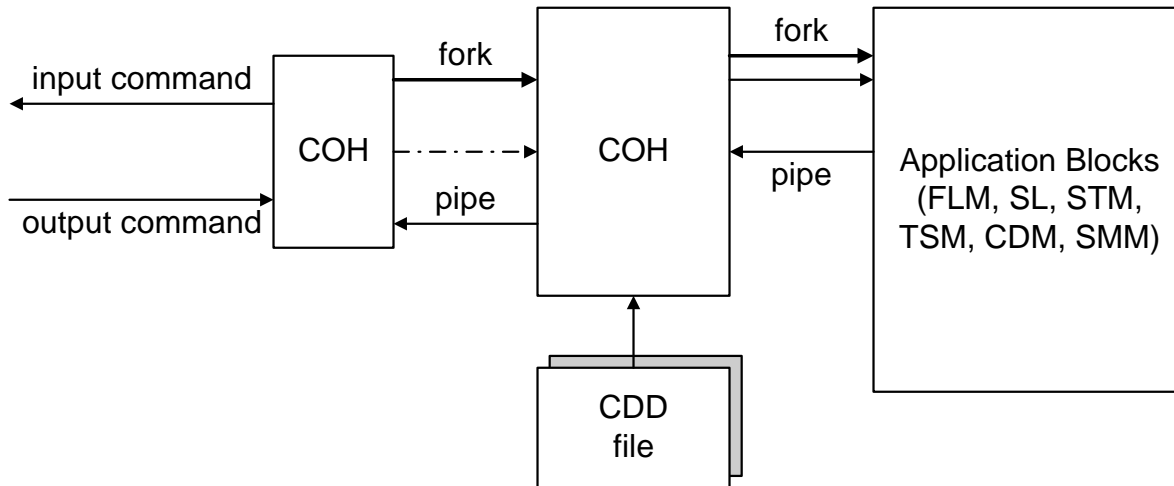 fork
fork
input command
COH
COH
pipe
pipe
output command
Application Blocks
(FLM, SL, STM,
TSM, CDM, SMM)
CDD
file